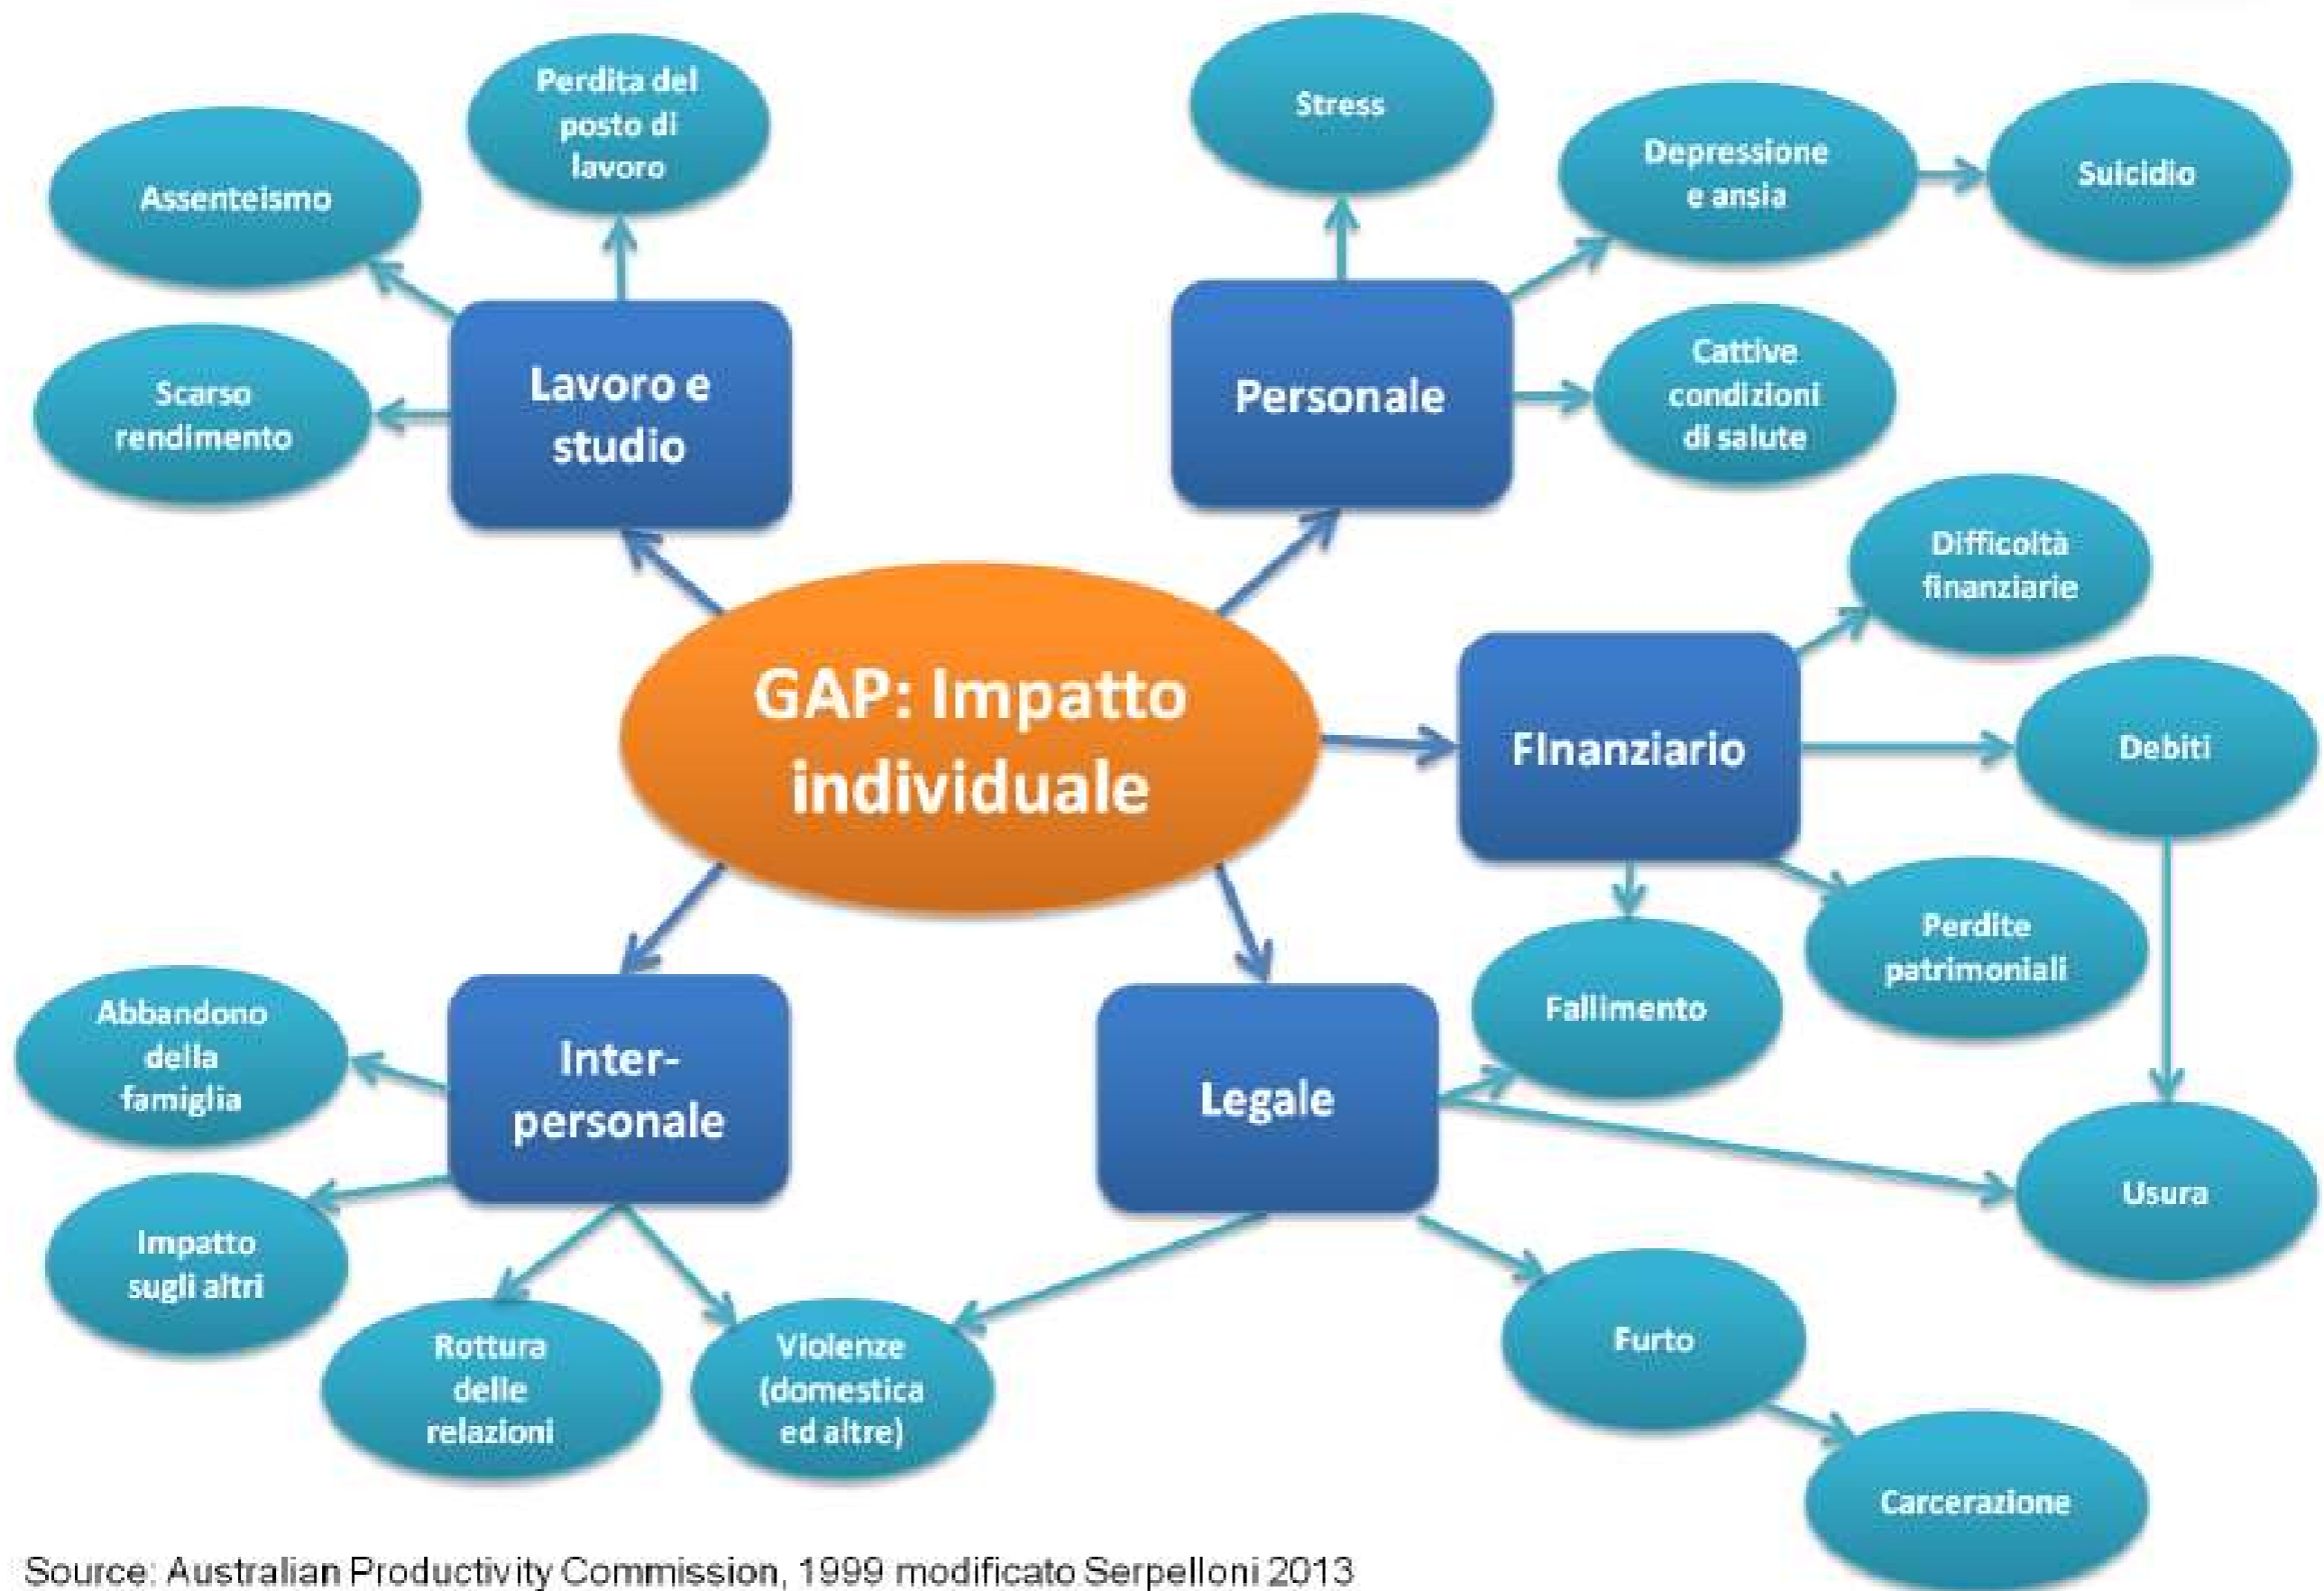 Perdita del
posto di
lavoro
Assenteismo
Scarso
rendimento
Lavoro e
studio
Stress
Depressione
e ansia
Suicidio
Personale
Cattive
condizioni
di salute
GAP: Impatto
individuale
FInanziario
Difficoltà
finanziarie
Debiti
Perdite
patrimoniali
Fallimento
Usura
Inter-
personale
Abbandono
della
famiglia
Impatto
sugli altri
Rottura
delle
relazioni
Violenze
(domestica
ed altre)
Legale
Furto
Carcerazione
Source: Australian Productivity Commission, 1999 modificato Serpelloni 2013